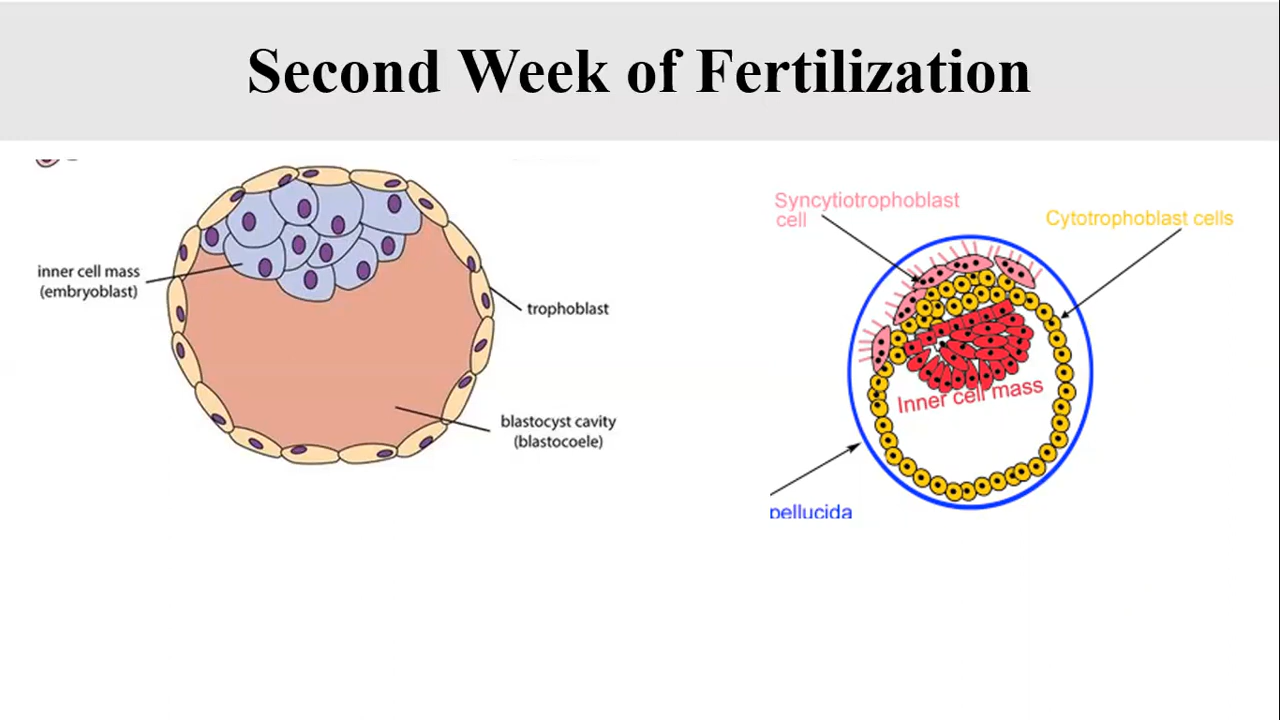 Second Week of Fertilization
inner cell mass
(embryoblast)
trophoblast
blastocyst cavity
(blastocoele)
Syncytiotrophoblast
cell
Cytotrophoblast cells
Inner cell mass
pellucida